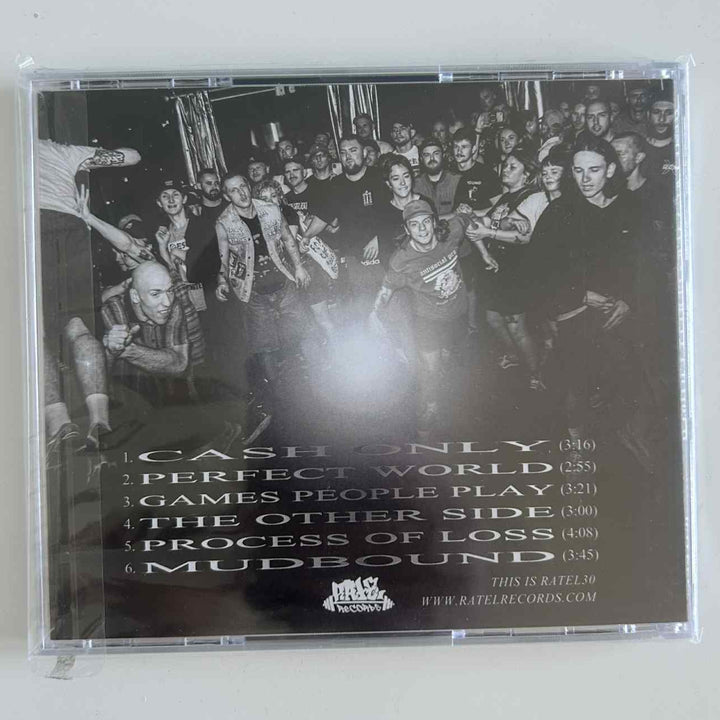 1. CASH ONLY (3:16)
2. PERFECT WORLD (2:55)
3. GAMES PEOPLE PLAY (3:21)
4. THE OTHER SIDE (3:00)
5. PROCESS OF LOSS (4:08)
6. MUDBOUND (3:45)
THIS IS RATEL30
RECORDS
WWW.RATELRECORDS.COM